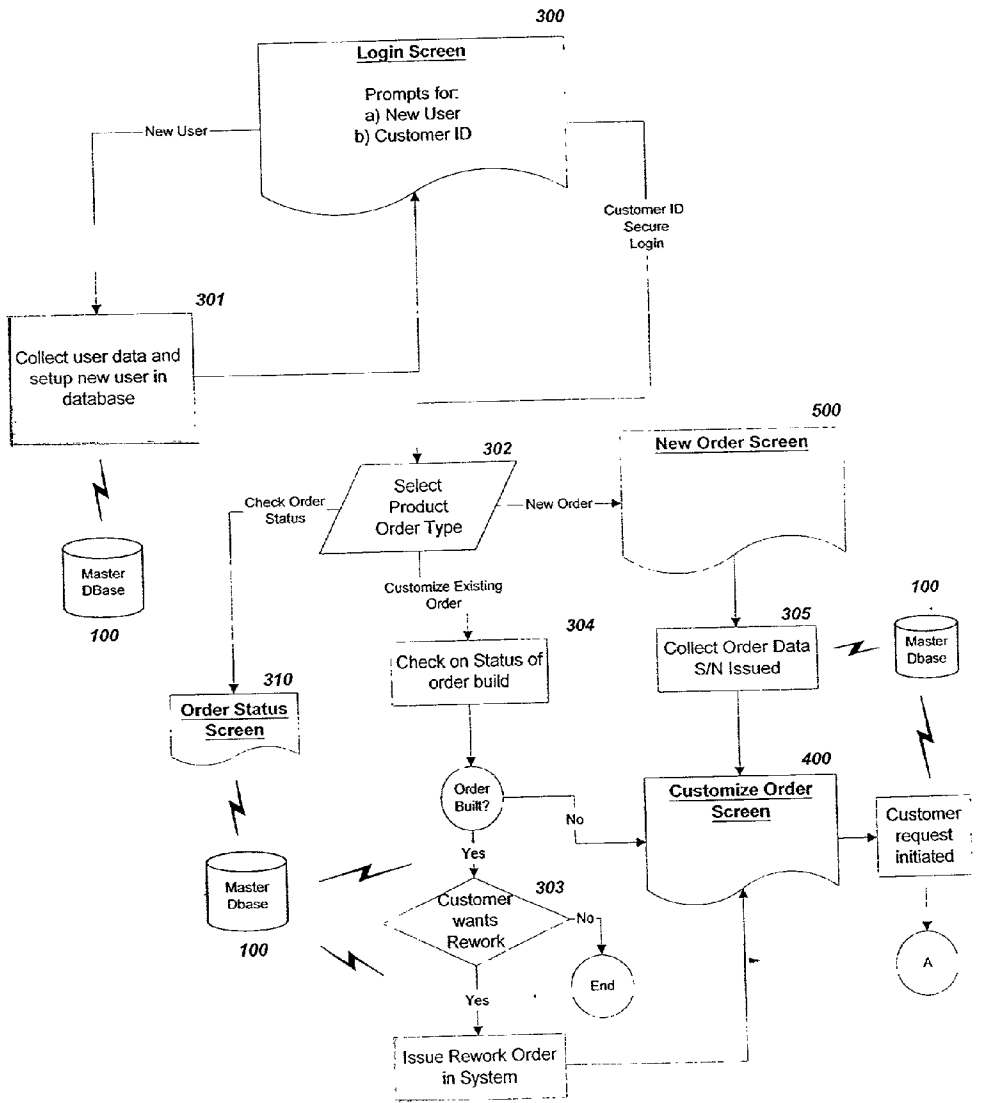 300
Login Screen
Prompts for:
a) New User
b) Customer ID
New User
Customer ID
Secure
Login
301
Collect user data and
setup new user in
database
500
New Order Screen
302
Select
Product
Order Type
Check Order
Status
New Order
Master
DBase
100
Customize Existing
Order
304
Check on Status of
order build
305
Collect Order Data
S/N Issued
100
Master
Dbase
310
Order Status
Screen
400
Customize Order
Screen
Order
Built?
No
Customer
request
initiated
Yes
Master
Dbase
100
303
Customer
wants
Rework
No
End
A
Yes
Issue Rework Order
in System